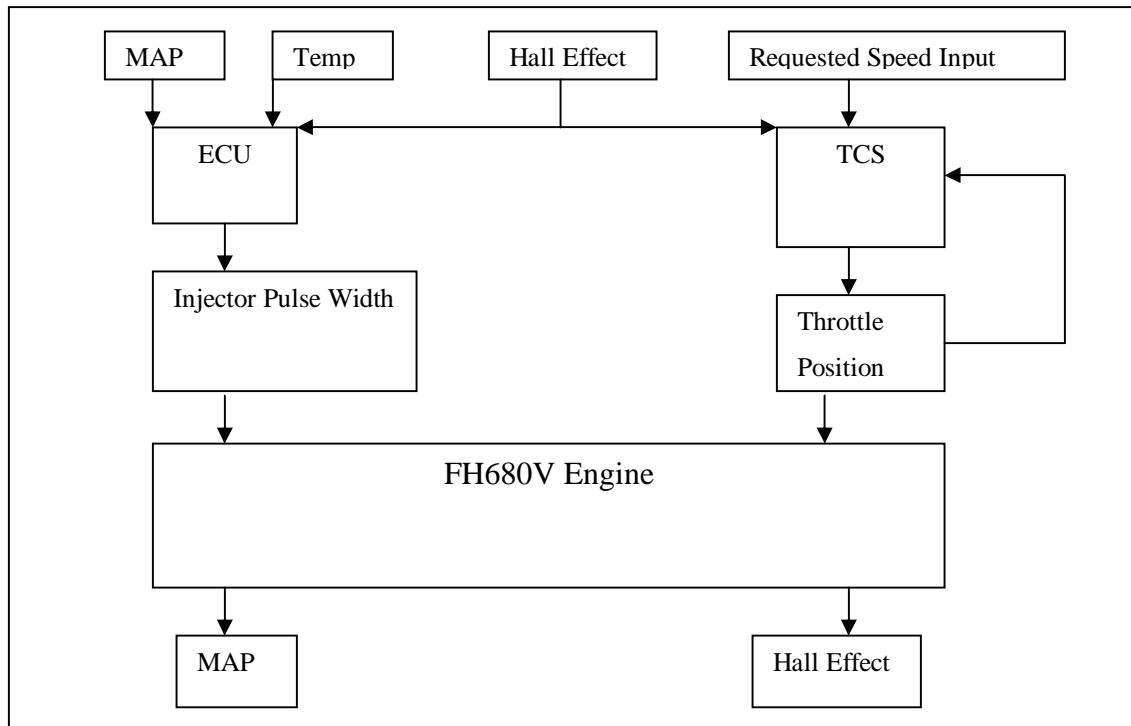 MAP
Temp
Hall Effect
Requested Speed Input
ECU
TCS
Injector Pulse Width
Throttle
Position
FH680V Engine
MAP
Hall Effect